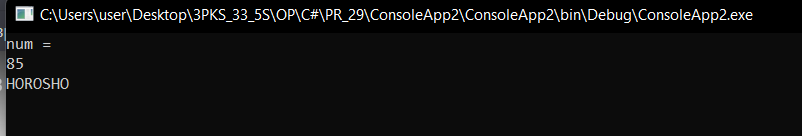 C:\Users\user\Desktop\3PKS_33_5S\OP\C#\PR_29\ConsoleApp2\ConsoleApp2\bin\Debug\ConsoleApp2.exe
num =
85
HOROSHO